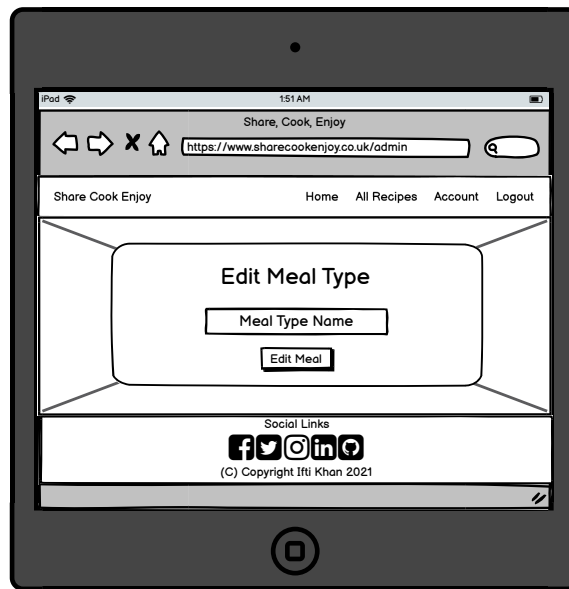 iPad 1:51 AM
Share, Cook, Enjoy
https://www.sharecookenjoy.co.uk/admin
Share Cook Enjoy Home All Recipes Account Logout
Edit Meal Type
Meal Type Name
Edit Meal
Social Links
f in
(C) Copyright Ifti Khan 2021